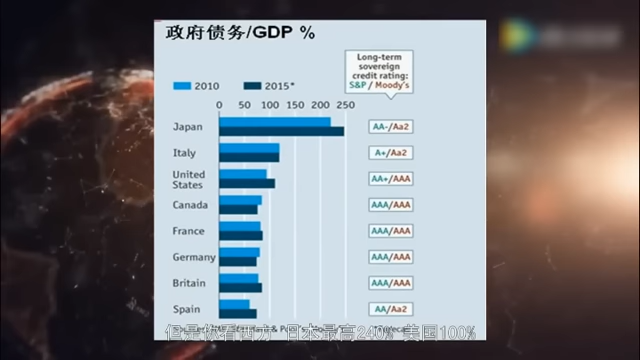 政府债务/GDP %
Long-term
sovereign
credit rating:
S&P / Moody's
2010
2015*
0 50 100 150 200 250
Japan
AA-/Aa2
Italy
A+/Aa2
United
States
AA+/AAA
Canada
AAA/AAA
France
AAA/AAA
Germany
AAA/AAA
Britain
AAA/AAA
Spain
AA/Aa2
但是你看西方 日本最高240% 美国100%